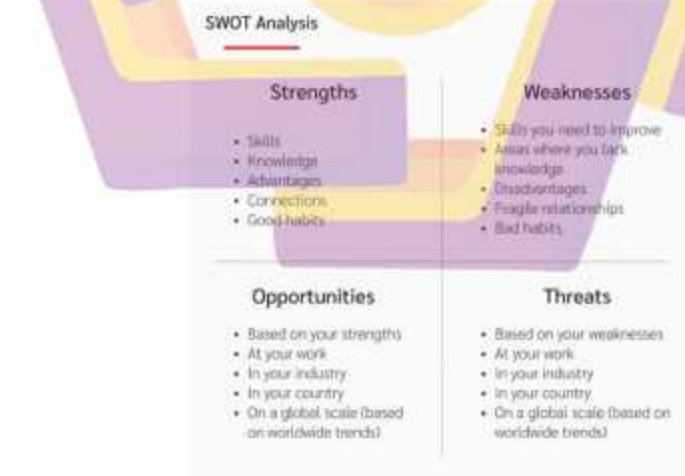 SWOT Analysis
Strengths
Skills
Knowledge
Advantages
Connections
Good habits
Weaknesses
Skills you need to improve
Areas where you lack
knowledge
Disadvantages
Fragile relationships
Bad habits
Opportunities
Based on your strengths
At your work
In your industry
In your country
On a global scale (based
on worldwide trends)
Threats
Based on your weaknesses
At your work
In your industry
In your country
On a global scale (based on
worldwide trends)